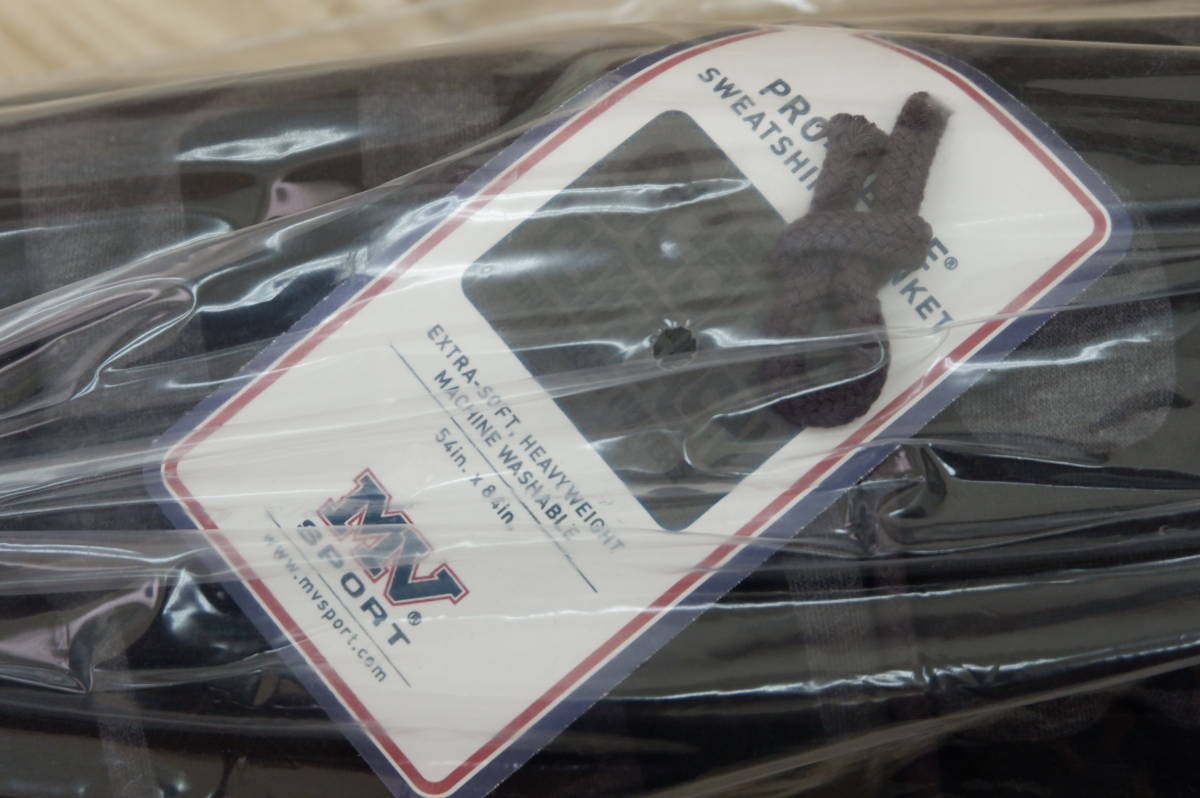 PRO
SWEATSHI
EXTRA-SOFT, HEAVYWEIGHT
MACHINE WASHABLE
54in. x 84in.
MV
SPORT®
www.mvsport.com